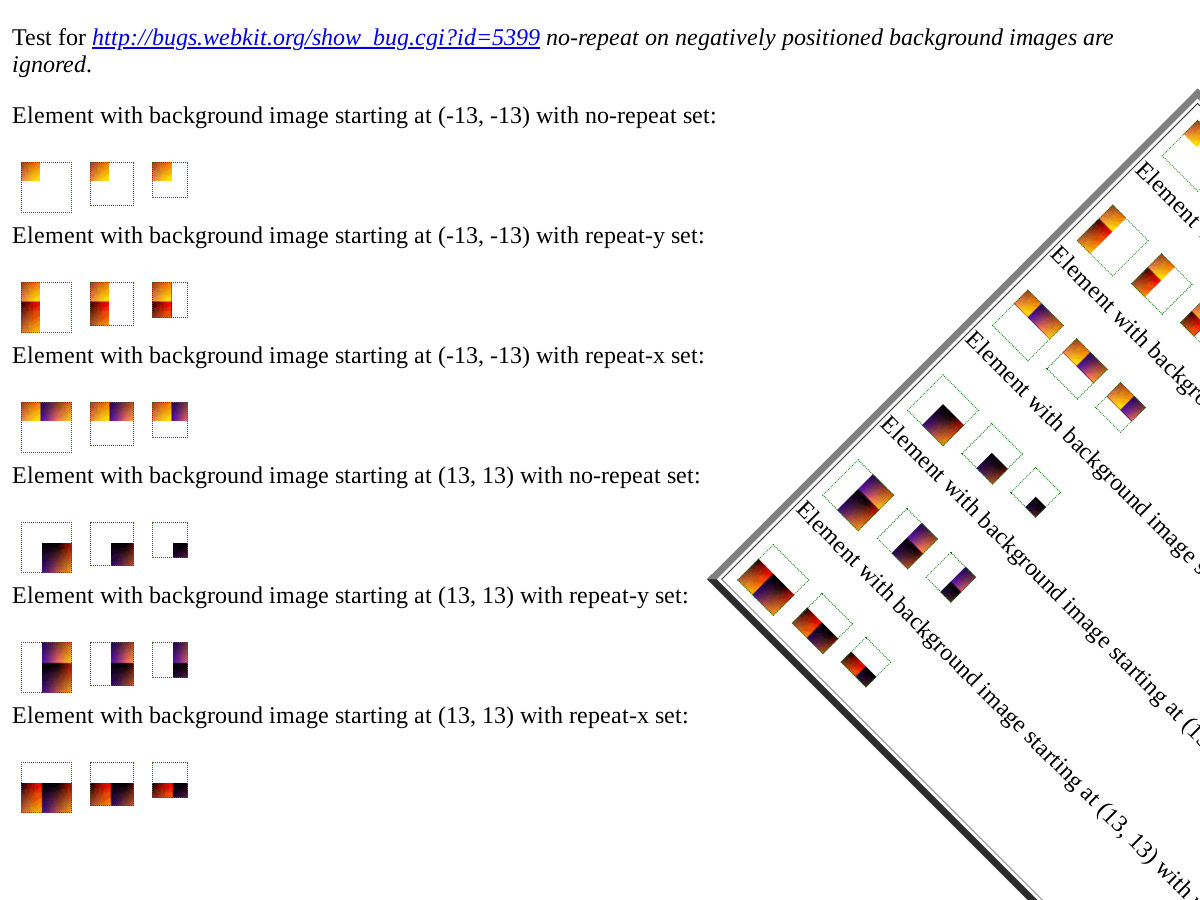 Test for http://bugs.webkit.org/show_bug.cgi?id=5399 no-repeat on negatively positioned background images are
ignored.
Element with background image starting at (-13, -13) with no-repeat set:
Element with background image starting at (-13, -13) with repeat-y set:
Element with background image starting at (-13, -13) with repeat-x set:
Element with background image starting at (13, 13) with no-repeat set:
Element with background image starting at (13, 13) with repeat-y set:
Element with background image starting at (13, 13) with repeat-x set:
Element
Element with
Element with background image
Element with background image starting at
Element with background image starting at (13, 13) with